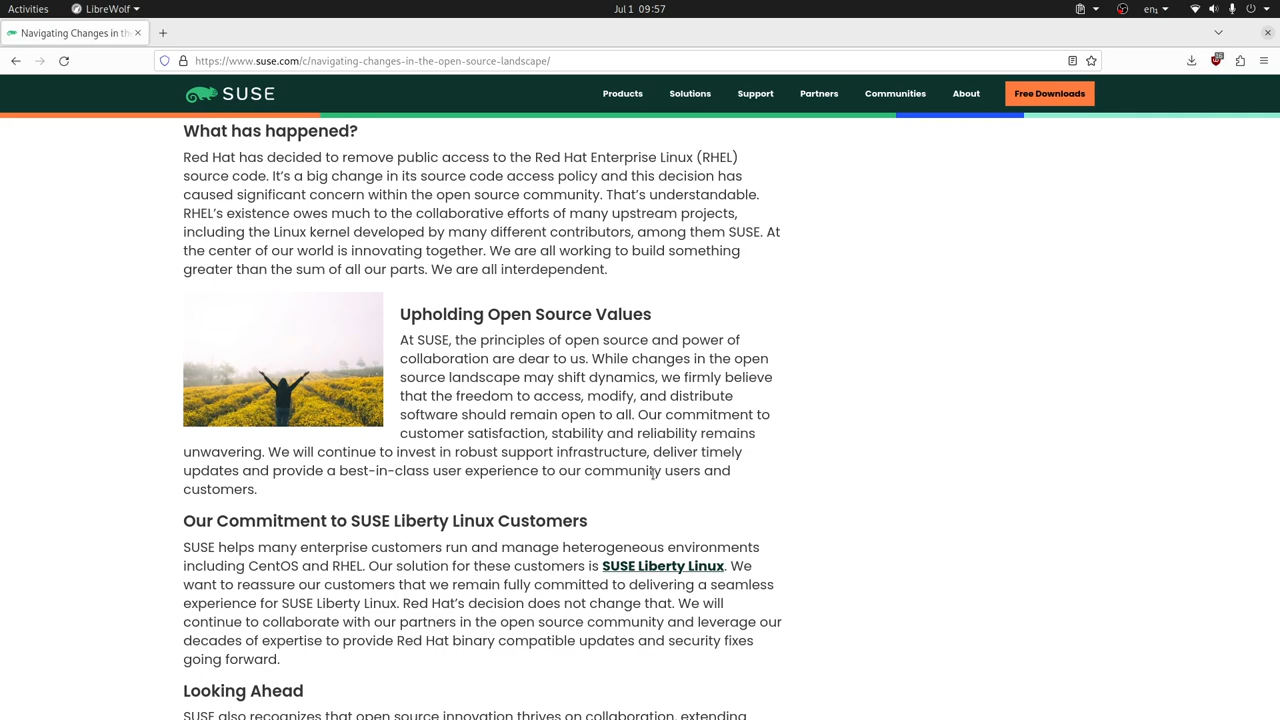 Activities LibreWolf Jul 1 09:57 en₁
Navigating Changes in th
https://www.suse.com/c/navigating-changes-in-the-open-source-landscape/
SUSE Products Solutions Support Partners Communities About Free Downloads
What has happened?
Red Hat has decided to remove public access to the Red Hat Enterprise Linux (RHEL)
source code. It’s a big change in its source code access policy and this decision has
caused significant concern within the open source community. That’s understandable.
RHEL’s existence owes much to the collaborative efforts of many upstream projects,
including the Linux kernel developed by many different contributors, among them SUSE. At
the center of our world is innovating together. We are all working to build something
greater than the sum of all our parts. We are all interdependent.
Upholding Open Source Values
At SUSE, the principles of open source and power of
collaboration are dear to us. While changes in the open
source landscape may shift dynamics, we firmly believe
that the freedom to access, modify, and distribute
software should remain open to all. Our commitment to
customer satisfaction, stability and reliability remains
unwavering. We will continue to invest in robust support infrastructure, deliver timely
updates and provide a best-in-class user experience to our community users and
customers.
Our Commitment to SUSE Liberty Linux Customers
SUSE helps many enterprise customers run and manage heterogeneous environments
including CentOS and RHEL. Our solution for these customers is SUSE Liberty Linux. We
want to reassure our customers that we remain fully committed to delivering a seamless
experience for SUSE Liberty Linux. Red Hat’s decision does not change that. We will
continue to collaborate with our partners in the open source community and leverage our
decades of expertise to provide Red Hat binary compatible updates and security fixes
going forward.
Looking Ahead
SUSE also recognizes that open source innovation thrives on collaboration, extending